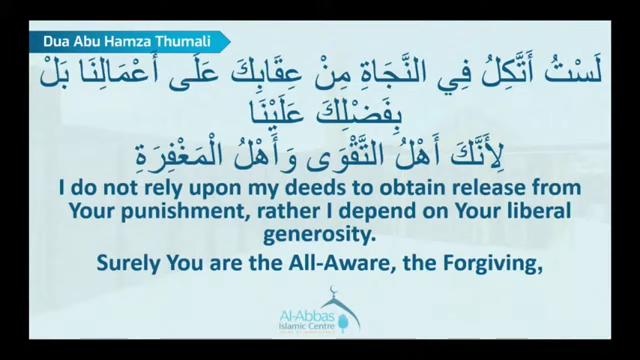 Dua Abu Hamza Thumali
لَسْتُ أَتَّكِلُ فِي النَّجَاةِ مِنْ عِقَابِكَ عَلَى أَعْمَالِنَا بَلْ
بِفَضْلِكَ عَلَيْنَا
لِأَنَّكَ أَهْلُ التَّقْوَى وَأَهْلُ الْمَغْفِرَةِ
I do not rely upon my deeds to obtain release from
Your punishment, rather I depend on Your liberal
generosity.
Surely You are the All-Aware, the Forgiving,
Al-Abbas
Islamic Centre